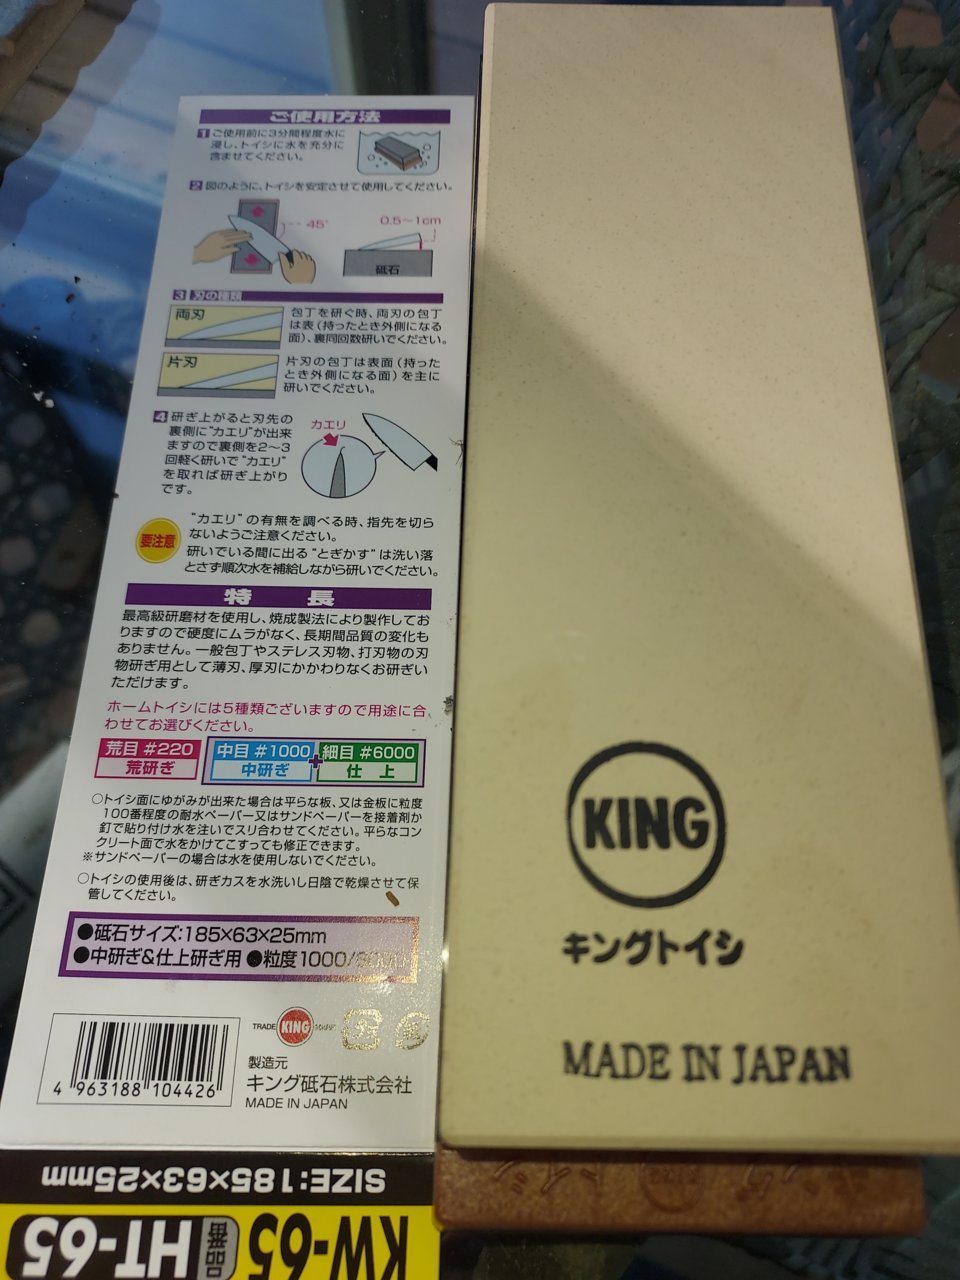 ご使用方法
1 ご使用前に3分間程度水に
浸し、トイシに水を充分に
含ませてください。
2 図のように、トイシを安定させて使用してください。
45°
0.5〜1cm
砥石
3 刃の種類
両刃
包丁を研ぐ時、両刃の包丁
は表（持ったとき外側になる
面）、裏同回数研いでください。
片刃
片刃の包丁は表面（持った
とき外側になる面）を主に
研いでください。
4 研ぎ上がると刃先の
裏側に“カエリ”が出来
ますので裏側を2〜3
回軽く研いで“カエリ”
を取れば研ぎ上がり
です。
カエリ
要注意
“カエリ”の有無を調べる時、指先を切ら
ないようご注意ください。
研いでいる間に出る“とぎかす”は洗い落
とさず順次水を補給しながら研いでください。
特長
最高級研磨材を使用し、焼成製法により製作してお
りますので硬度にムラがなく、長期間品質の変化も
ありません。一般包丁やステンレス刃物、打刃物の刃
物研ぎ用として薄刃、厚刃にかかわりなくお研ぎい
ただけます。
ホームトイシには5種類ございますので用途に合
わせてお選びください。
荒目 #220
荒研ぎ
中目 #1000
中研ぎ
+
細目 #6000
仕上
○トイシ面にゆがみが出来た場合は平らな板、又は金板に粒度
100番程度の耐水ペーパー又はサンドペーパーを接着剤か
釘で貼り付け水を注いでスリ合わせてください。平らなコン
クリート面で水をかけてこすっても修正できます。
※サンドペーパーの場合は水を使用しないでください。
○トイシの使用後は、研ぎカスを水洗いし日陰で乾燥させて保
管してください。
●砥石サイズ:185×63×25mm
●中研ぎ&仕上研ぎ用 ●粒度1000/6000
TRADE KING
製造元
キング砥石株式会社
MADE IN JAPAN
4 963188 104426
SIZE:185×63×25mm
KW-65 品番 HT-65
KING
キングトイシ
MADE IN JAPAN